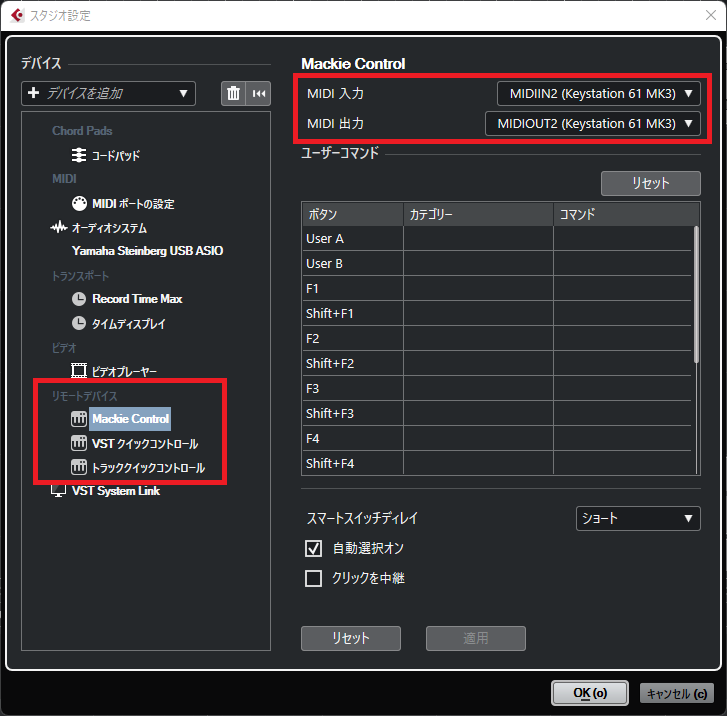 スタジオ設定
デバイス
デバイスを追加
Chord Pads
コードパッド
MIDI
MIDI ポートの設定
オーディオシステム
Yamaha Steinberg USB ASIO
トランスポート
Record Time Max
タイムディスプレイ
ビデオ
ビデオプレーヤー
リモートデバイス
Mackie Control
VST クイックコントロール
トラッククイックコントロール
VST System Link
Mackie Control
MIDI 入力 MIDIIN2 (Keystation 61 MK3)
MIDI 出力 MIDIOUT2 (Keystation 61 MK3)
ユーザーコマンド
リセット
ボタン カテゴリー コマンド
User A
User B
F1
Shift+F1
F2
Shift+F2
F3
Shift+F3
F4
Shift+F4
スマートスイッチディレイ ショート
自動選択オン
クリックを中継
リセット 適用
OK (o) キャンセル (c)